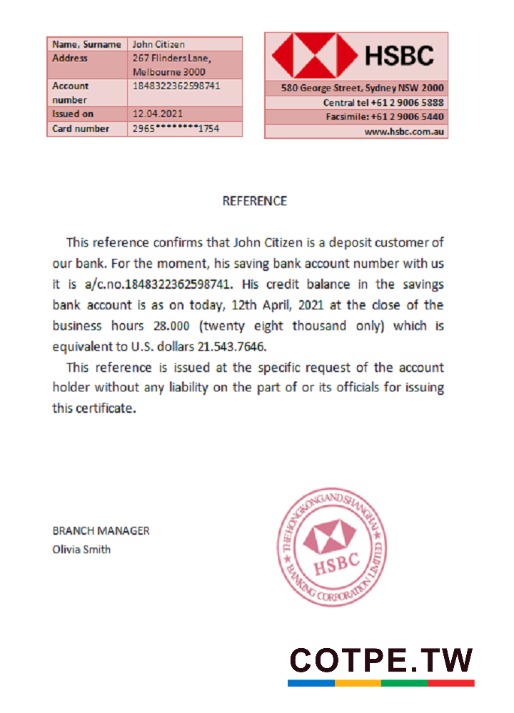 Name, Surname John Citizen
Address 267 Flinders Lane,
Melbourne 3000
Account number 1848322362598741
Issued on 12.04.2021
Card number 2965********1754
HSBC
580 George Street, Sydney NSW 2000
Central tel +61 2 9006 5888
Facsimile: +61 2 9006 5440
www.hsbc.com.au
REFERENCE
This reference confirms that John Citizen is a deposit customer of
our bank. For the moment, his saving bank account number with us
it is a/c.no.1848322362598741. His credit balance in the savings
bank account is as on today, 12th April, 2021 at the close of the
business hours 28.000 (twenty eight thousand only) which is
equivalent to U.S. dollars 21.543.7646.
This reference is issued at the specific request of the account
holder without any liability on the part of or its officials for issuing
this certificate.
BRANCH MANAGER
Olivia Smith
THE HONGKONG AND SHANGHAI
BANKING CORPORATION LIMITED
HSBC
COTPE.TW